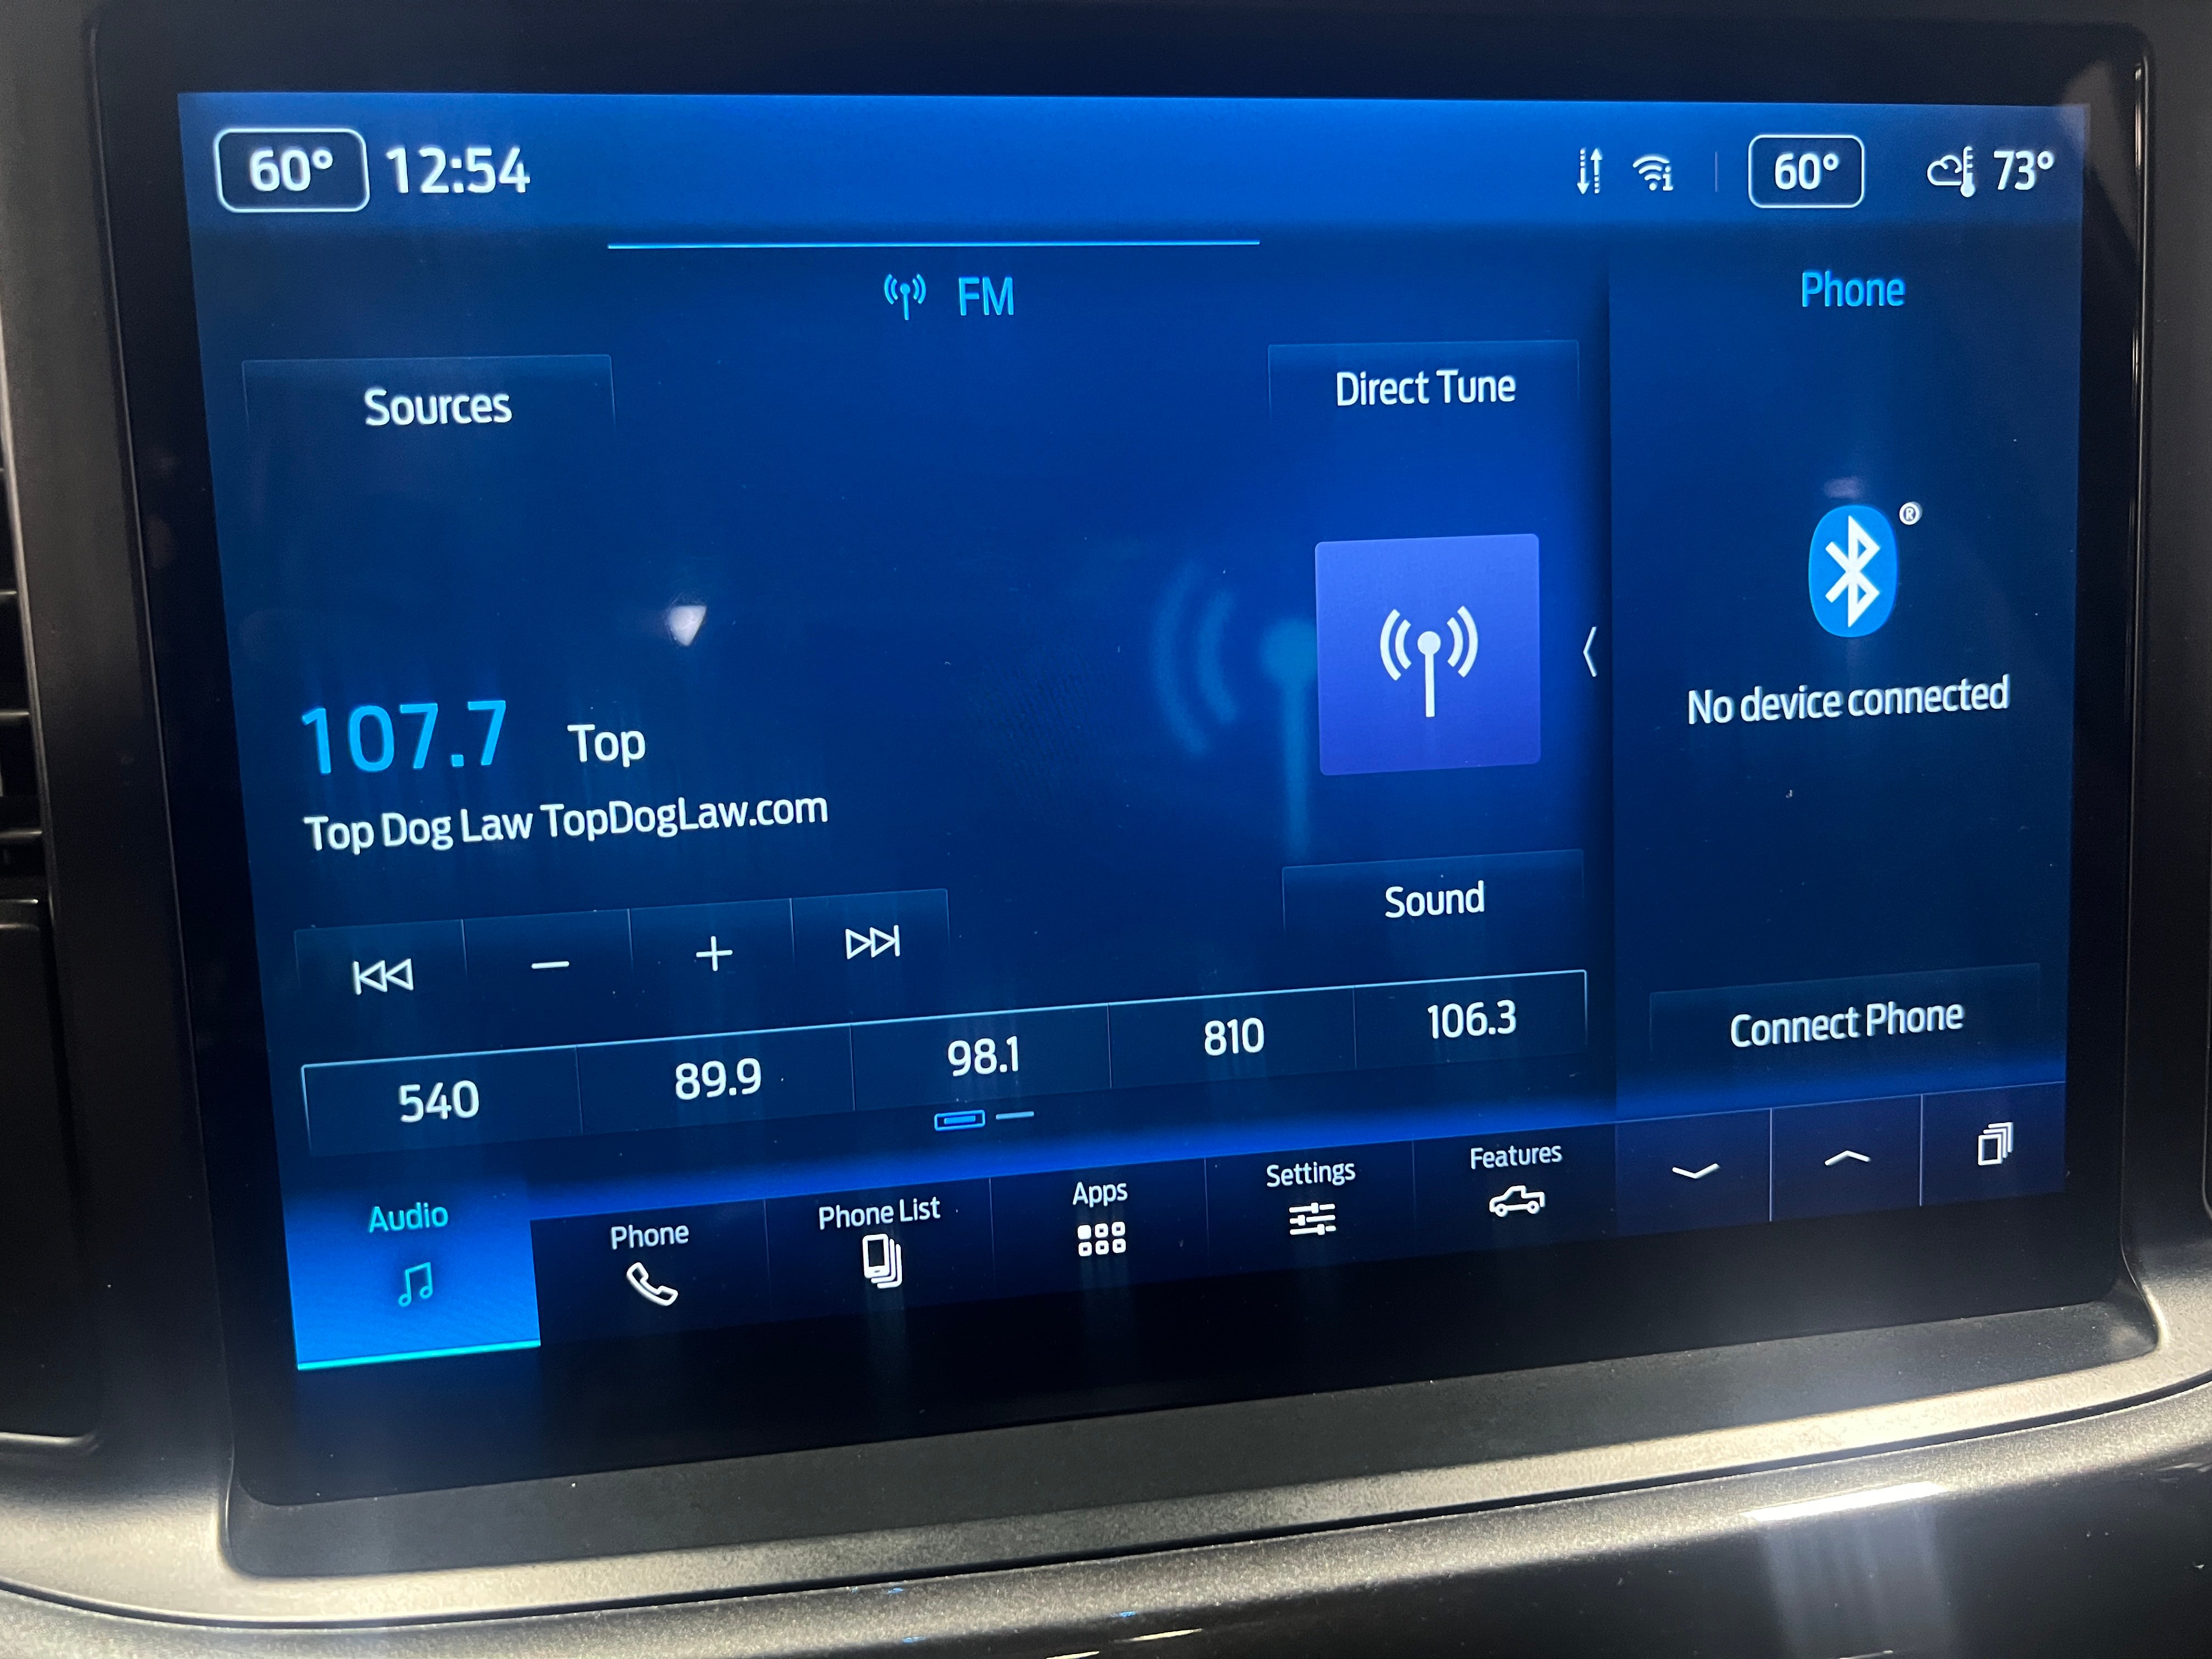 60° 12:54 60° 73°
FM
Phone
Sources
Direct Tune
®
No device connected
107.7 Top
Top Dog Law TopDogLaw.com
Sound
Connect Phone
540 89.9 98.1 810 106.3
Audio Phone Phone List Apps Settings Features